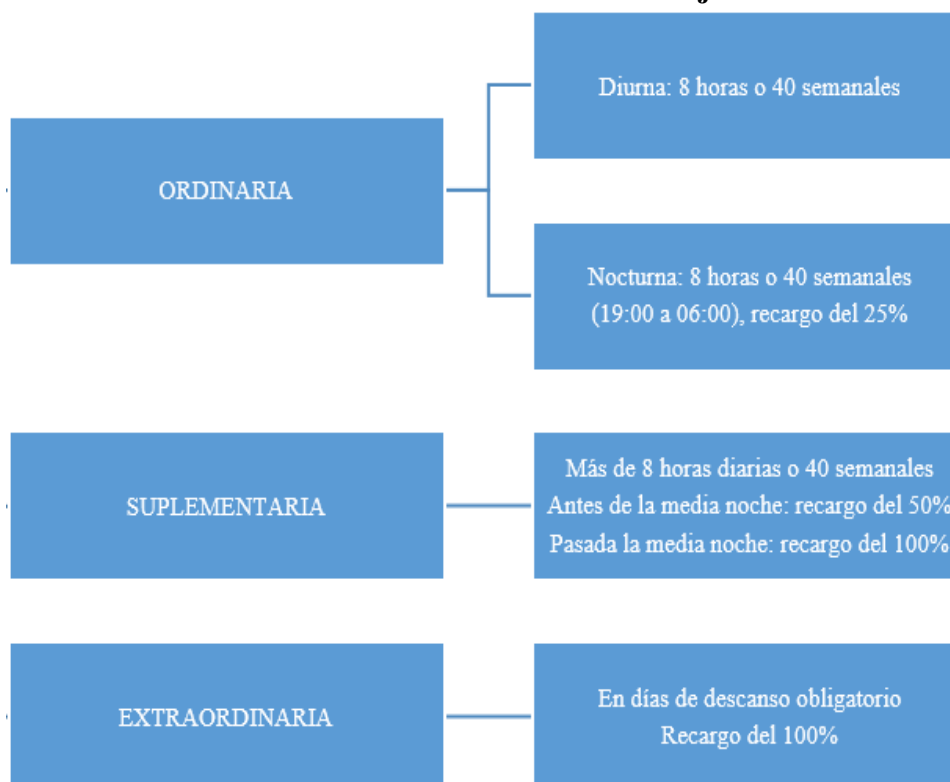 ORDINARIA
Diurna: 8 horas o 40 semanales
Nocturna: 8 horas o 40 semanales
(19:00 a 06:00), recargo del 25%
SUPLEMENTARIA
Más de 8 horas diarias o 40 semanales
Antes de la media noche: recargo del 50%
Pasada la media noche: recargo del 100%
EXTRAORDINARIA
En días de descanso obligatorio
Recargo del 100%